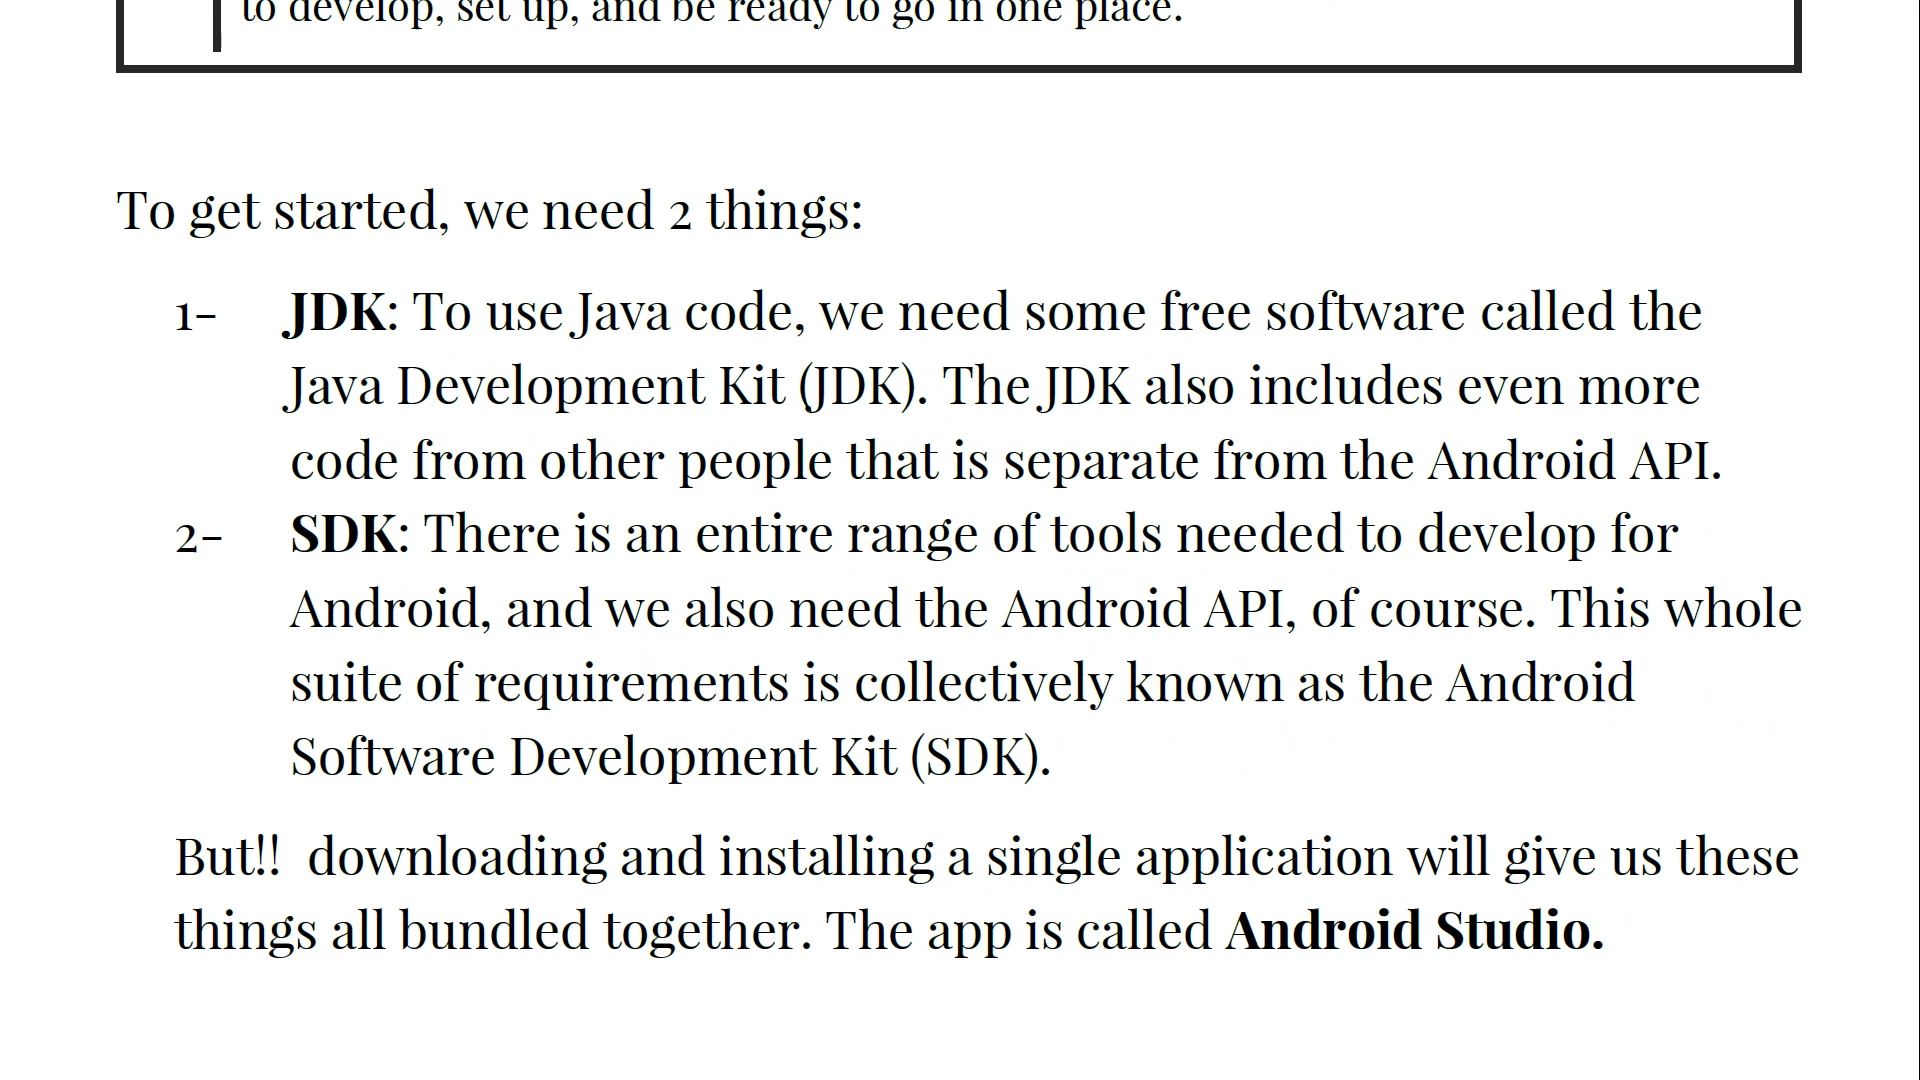 to develop, set up, and be ready to go in one place.
To get started, we need 2 things:
1- JDK: To use Java code, we need some free software called the
Java Development Kit (JDK). The JDK also includes even more
code from other people that is separate from the Android API.
2- SDK: There is an entire range of tools needed to develop for
Android, and we also need the Android API, of course. This whole
suite of requirements is collectively known as the Android
Software Development Kit (SDK).
But!! downloading and installing a single application will give us these
things all bundled together. The app is called Android Studio.